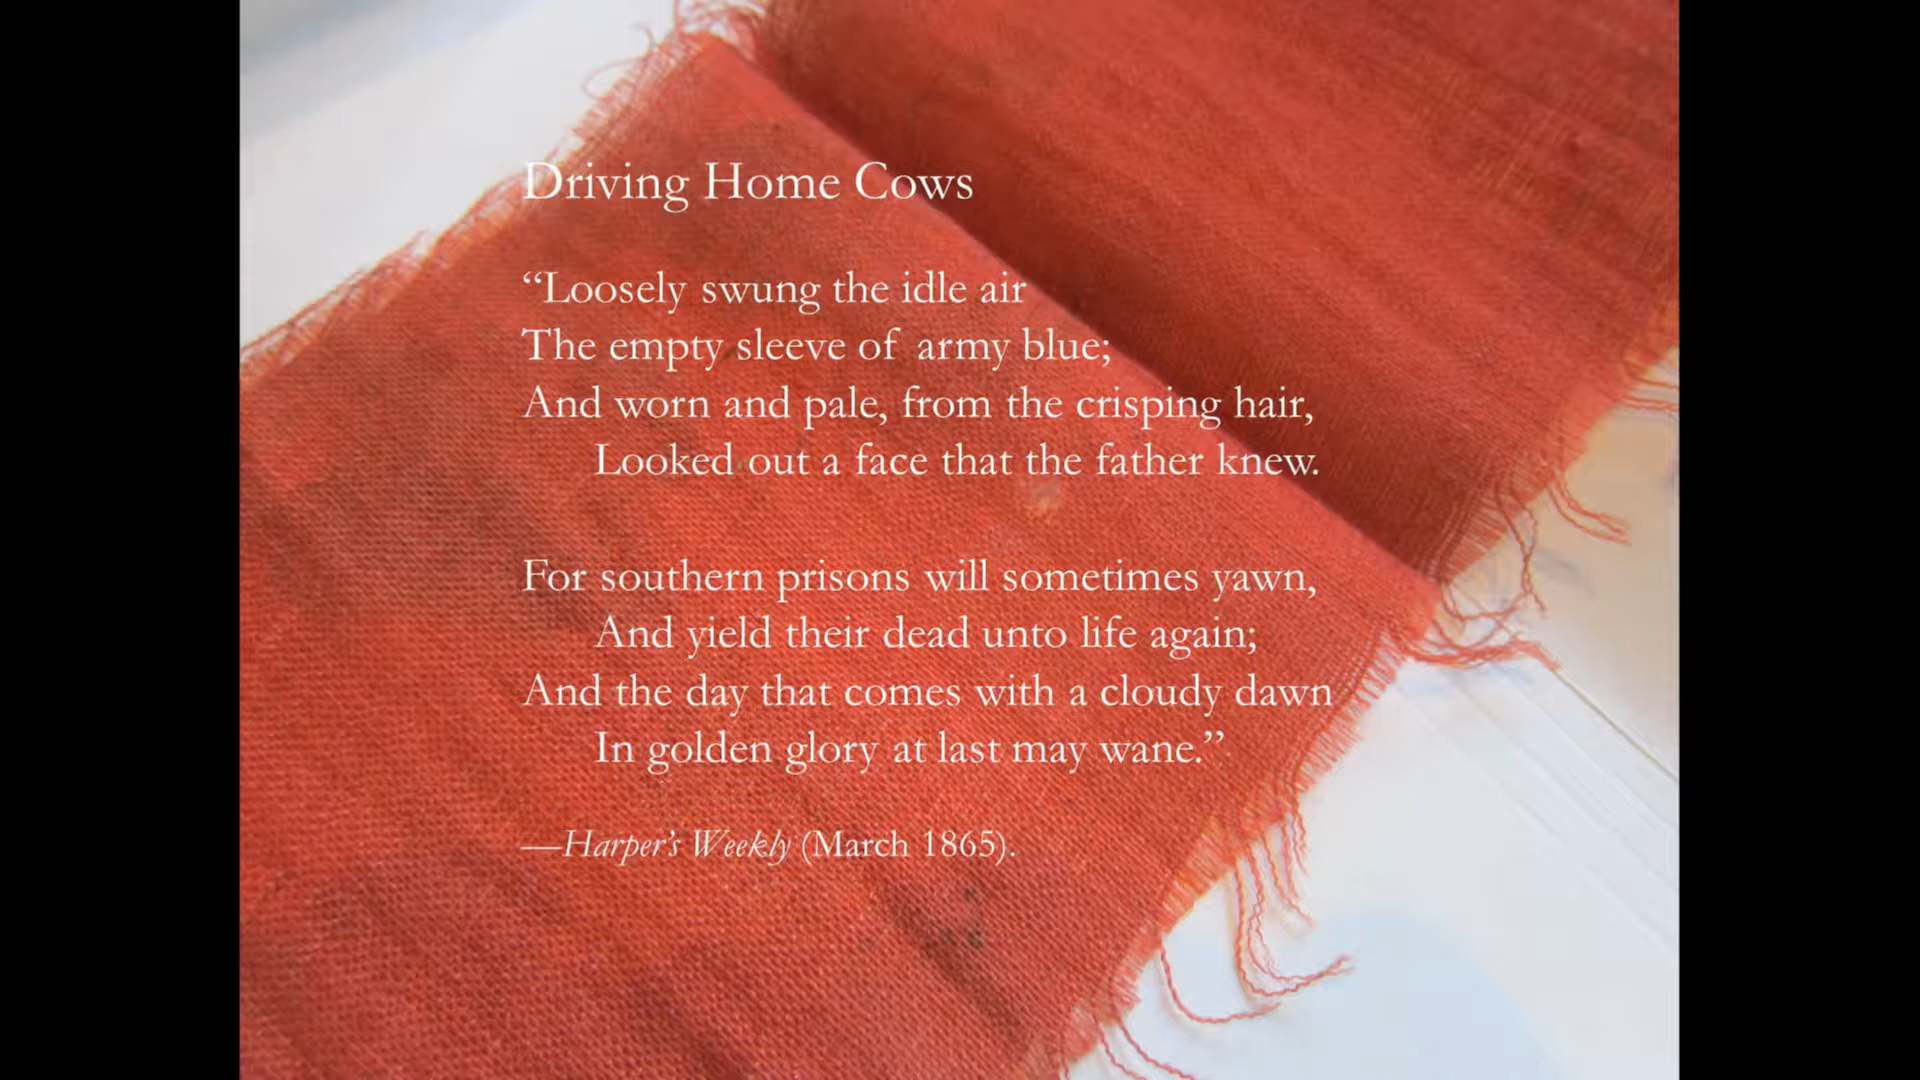 Driving Home Cows
“Loosely swung the idle air
The empty sleeve of army blue;
And worn and pale, from the crisping hair,
Looked out a face that the father knew.
For southern prisons will sometimes yawn,
And yield their dead unto life again;
And the day that comes with a cloudy dawn
In golden glory at last may wane.”
—Harper’s Weekly (March 1865).